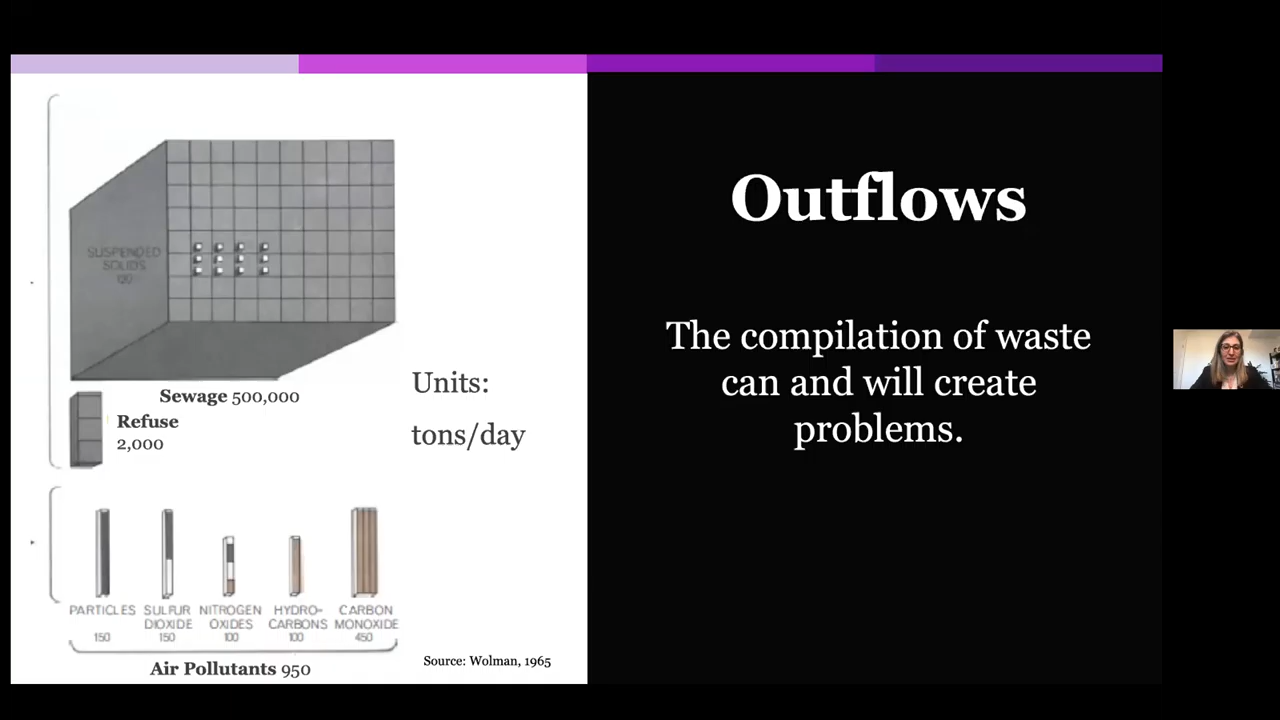 SUSPENDED
SOLIDS
120
Sewage 500,000
Refuse
2,000
Units:
tons/day
PARTICLES
150
SULFUR
DIOXIDE
150
NITROGEN
OXIDES
100
HYDRO-
CARBONS
100
CARBON
MONOXIDE
450
Air Pollutants 950
Source: Wolman, 1965
Outflows
The compilation of waste
can and will create
problems.